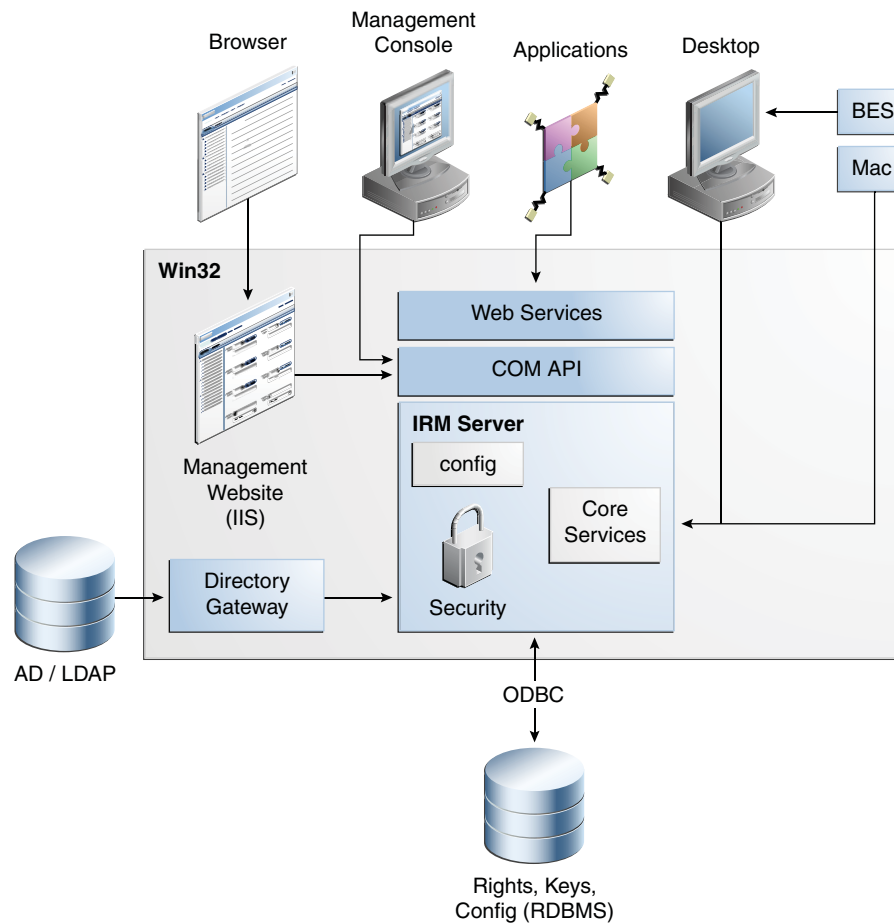 Browser
Management
Console
Applications
Desktop
BES
Mac
Win32
Web Services
COM API
IRM Server
config
Management
Website
(IIS)
Core
Services
Directory
Gateway
Security
AD / LDAP
ODBC
Rights, Keys,
Config (RDBMS)